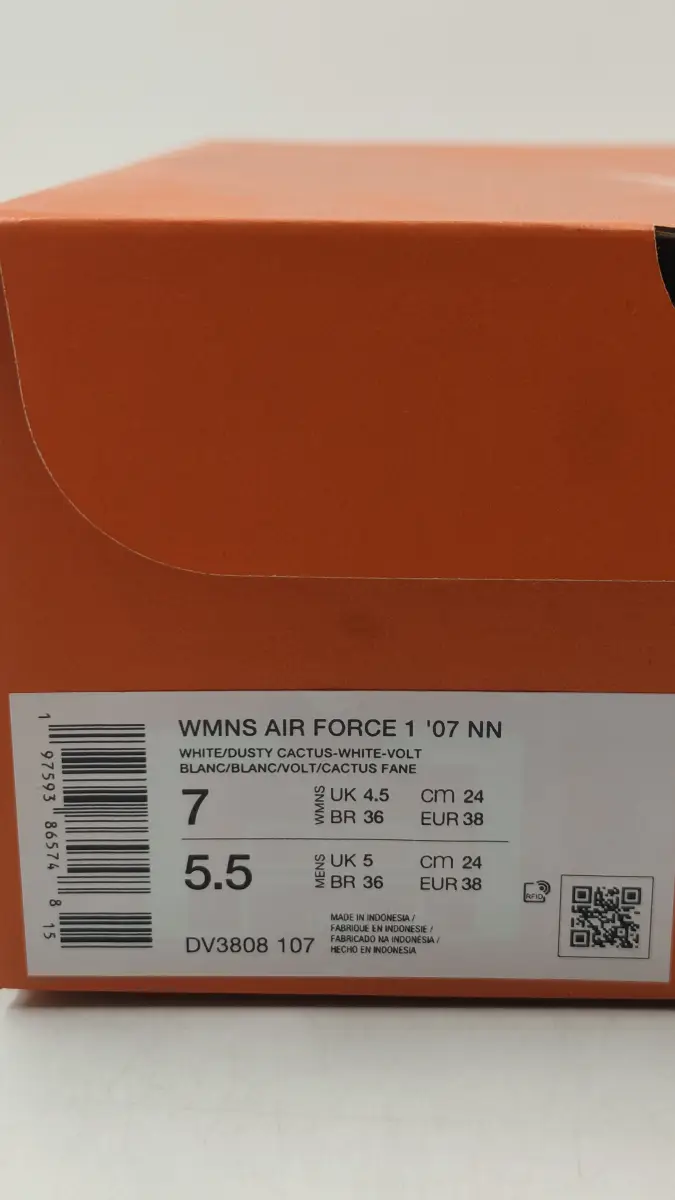 WMNS AIR FORCE 1 '07 NN
WHITE/DUSTY CACTUS-WHITE-VOLT
BLANC/BLANC/VOLT/CACTUS FANE
7
WMNS
UK 4.5 cm 24
BR 36 EUR 38
5.5
MENS
UK 5 cm 24
BR 36 EUR 38
DV3808 107
MADE IN INDONESIA /
FABRIQUE EN INDONESIE /
FABRICADO NA INDONÉSIA /
HECHO EN INDONESIA
RFID
1 97593 86574 8 15